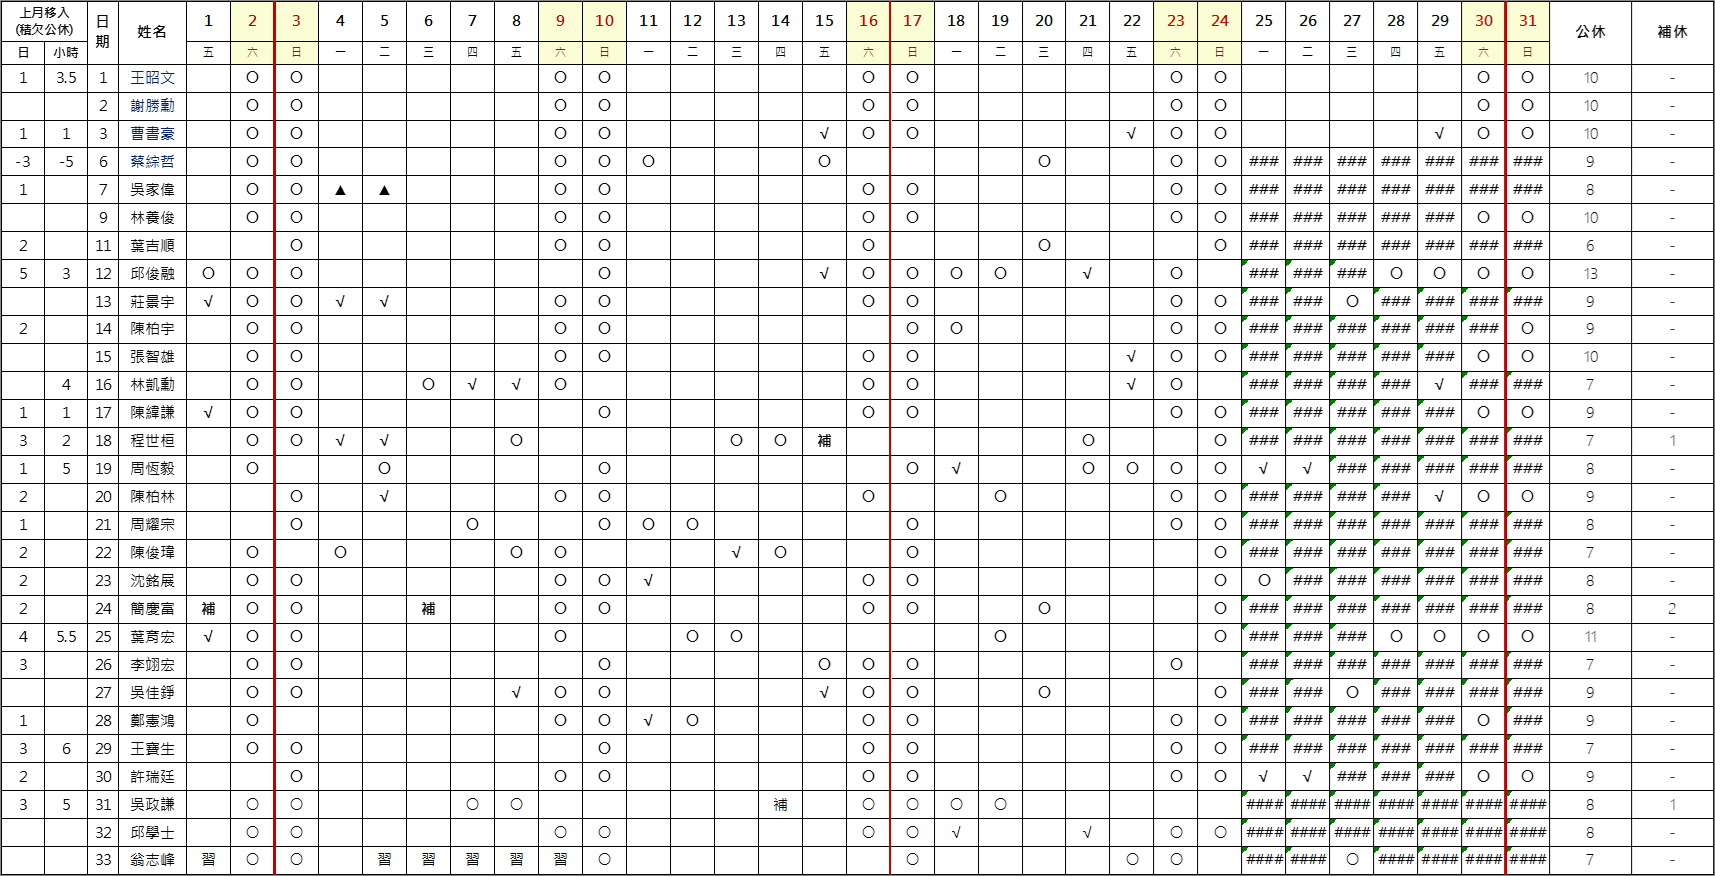 上月移入 (積欠公休) 日期 姓名 1 2 3 4 5 6 7 8 9 10 11 12 13 14 15 16 17 18 19 20 21 22 23 24 25 26 27 28 29 30 31 公休 補休
日 小時 五 六 日 一 二 三 四 五 六 日 一 二 三 四 五 六 日 一 二 三 四 五 六 日 一 二 三 四 五 六 日
1 3.5 1 王昭文 O O O O O O O O O O 10 -
2 謝勝勳 O O O O O O O O O O 10 -
1 1 3 曹書豪 O O O O √ O O √ O O √ O O 10 -
-3 -5 6 蔡綜哲 O O O O O O O O O ### ### ### ### ### ### ### 9 -
1 7 吳家偉 O O ▲ ▲ O O O O O O ### ### ### ### ### ### ### 8 -
9 林養俊 O O O O O O O O ### ### ### ### ### O O 10 -
2 11 葉吉順 O O O O O O ### ### ### ### ### ### ### 6 -
5 3 12 邱俊融 O O O O √ O O O O √ O ### ### ### O O O O 13 -
13 莊景宇 √ O O √ √ O O O O O O ### ### O ### ### ### ### 9 -
2 14 陳柏宇 O O O O O O O O ### ### ### ### ### ### O 9 -
15 張智雄 O O O O O O √ O O ### ### ### ### ### O O 10 -
4 16 林凱勳 O O O √ √ O O O √ O ### ### ### ### √ ### ### 7 -
1 1 17 陳緯謙 √ O O O O O O O ### ### ### ### ### O O 9 -
3 2 18 程世桓 O O √ √ O O O 補 O O ### ### ### ### ### ### ### 7 1
1 5 19 周恆毅 O O O O √ O O O O √ √ ### ### ### ### ### 8 -
2 20 陳柏林 O √ O O O O O O ### ### ### ### √ O O 9 -
1 21 周耀宗 O O O O O O O O ### ### ### ### ### ### ### 8 -
2 22 陳俊瑋 O O O O √ O O O ### ### ### ### ### ### ### 7 -
2 23 沈銘展 O O O O √ O O O O ### ### ### ### ### ### 8 -
2 24 簡慶富 補 O O 補 O O O O O O ### ### ### ### ### ### ### 8 2
4 5.5 25 葉育宏 √ O O O O O O O ### ### ### O O O O 11 -
3 26 李翊宏 O O O O O O O ### ### ### ### ### ### ### 7 -
27 吳佳錚 O O √ O O √ O O O O ### ### O ### ### ### ### 9 -
1 28 鄭憲鴻 O O O √ O O O O O ### ### ### ### ### O ### 9 -
3 6 29 王寶生 O O O O O O O ### ### ### ### ### ### ### 7 -
2 30 許瑞廷 O O O O O O O √ √ ### ### ### O O 9 -
3 5 31 吳政謙 O O O O 補 O O O O #### #### #### #### #### #### #### 8 1
32 邱學士 O O O O O O √ √ O O #### #### #### #### #### #### #### 8 -
33 翁志峰 習 O O 習 習 習 習 習 O O O O #### #### O #### #### #### #### 7 -